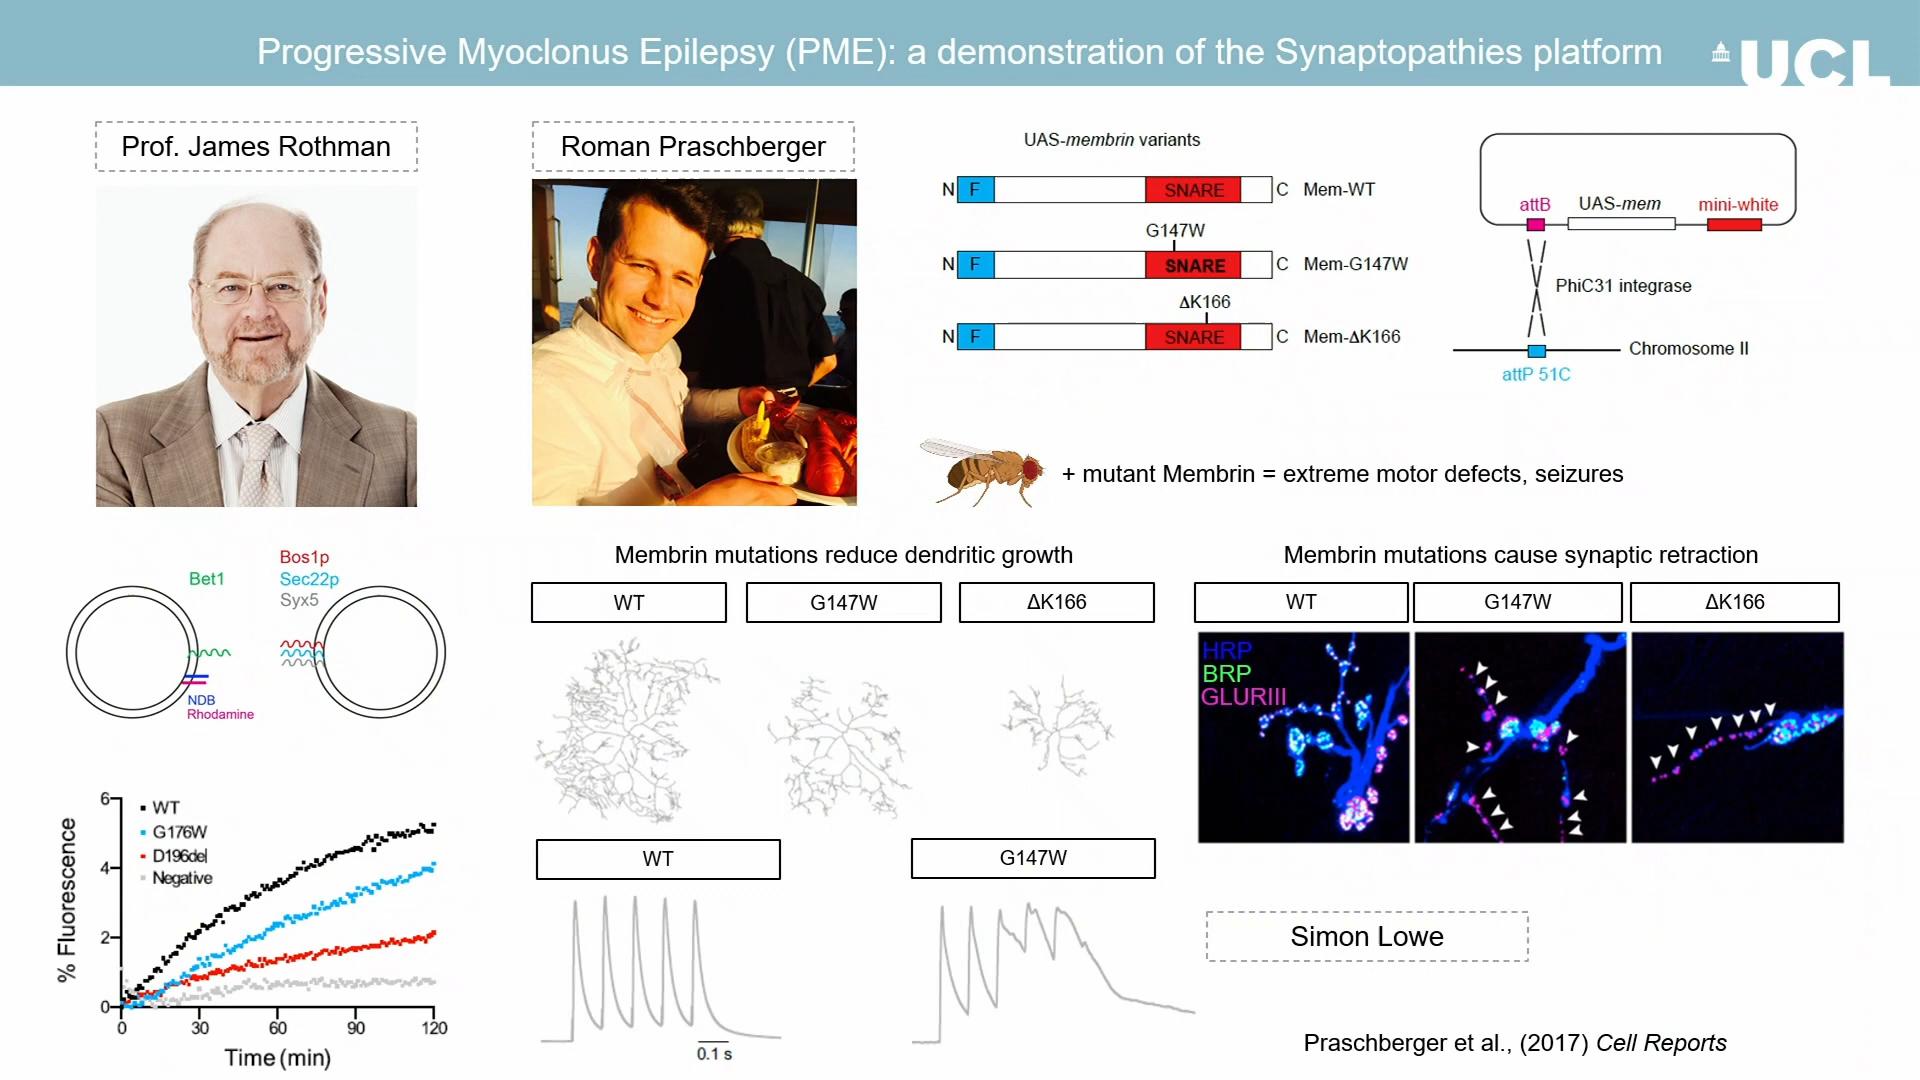 Progressive Myoclonus Epilepsy (PME): a demonstration of the Synaptopathies platform
UCL
Prof. James Rothman
Roman Praschberger
UAS-membrin variants
N F SNARE C Mem-WT
G147W
N F SNARE C Mem-G147W
ΔK166
N F SNARE C Mem-ΔK166
attB UAS-mem mini-white
PhiC31 integrase
Chromosome II
attP 51C
+ mutant Membrin = extreme motor defects, seizures
Bet1
Bos1p
Sec22p
Syx5
NDB
Rhodamine
% Fluorescence
6
4
2
0
WT
G176W
D196del
Negative
0 30 60 90 120
Time (min)
Membrin mutations reduce dendritic growth
WT G147W ΔK166
WT G147W
0.1 s
Membrin mutations cause synaptic retraction
WT G147W ΔK166
HRP
BRP
GLURIII
Simon Lowe
Praschberger et al., (2017) Cell Reports